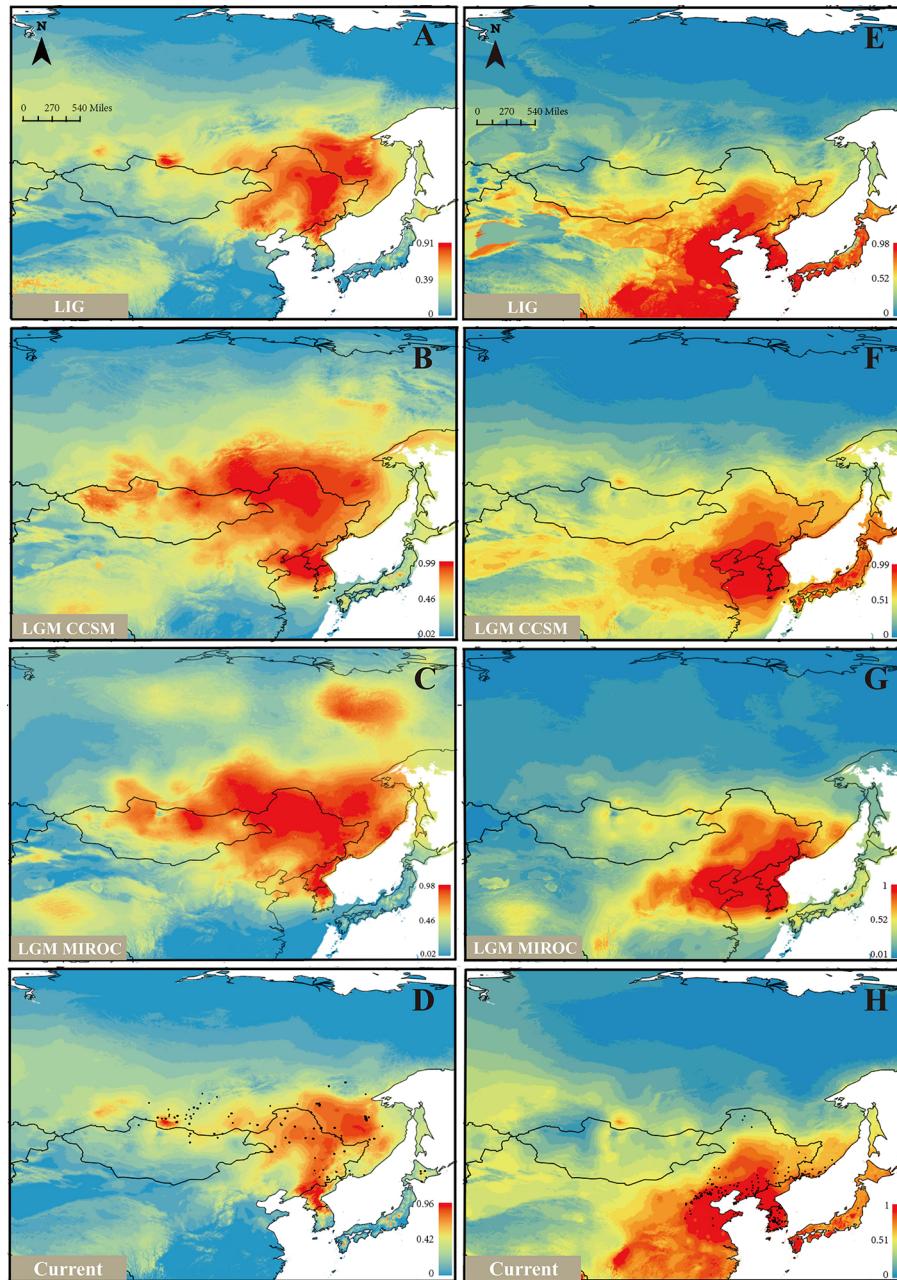 A
N
0 270 540 Miles
0.91
0.39
0
LIG
E
N
0 270 540 Miles
0.98
0.52
0
LIG
B
0.99
0.46
0.02
LGM CCSM
F
0.99
0.51
0
LGM CCSM
C
0.98
0.46
0.02
LGM MIROC
G
1
0.52
0.01
LGM MIROC
D
0.96
0.42
0
Current
H
1
0.51
0
Current